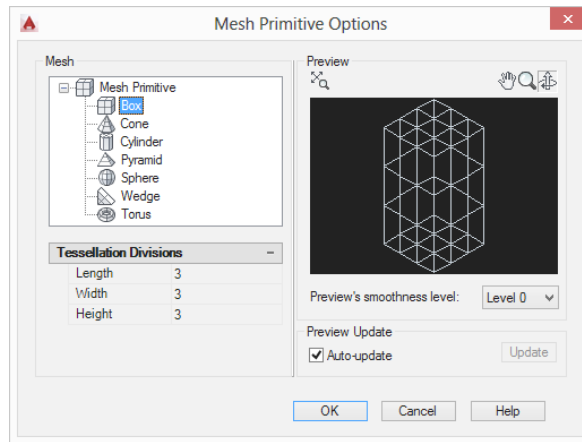 Mesh Primitive Options
Mesh
Mesh Primitive
Box
Cone
Cylinder
Pyramid
Sphere
Wedge
Torus
Tessellation Divisions
Length 3
Width 3
Height 3
Preview
Preview's smoothness level: Level 0
Preview Update
Auto-update Update
OK Cancel Help